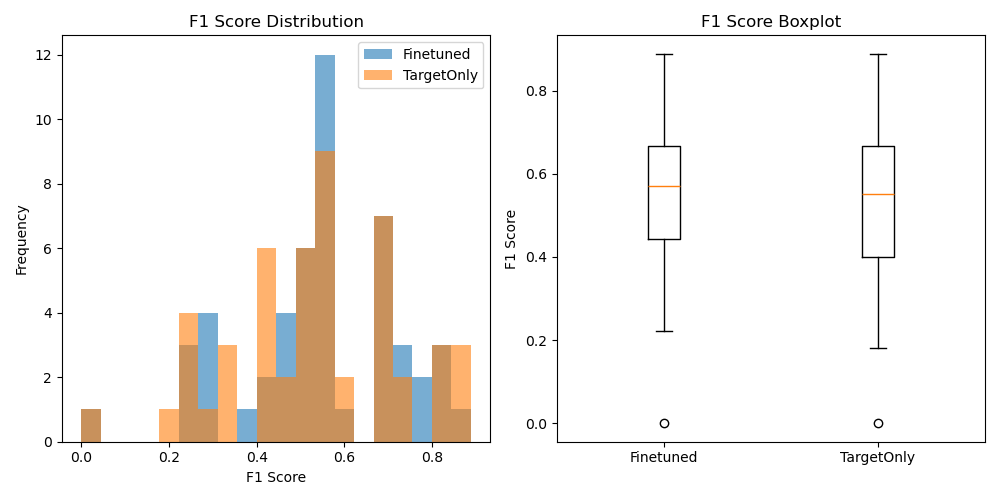 F1 Score Distribution
Finetuned
TargetOnly
12
10
8
6
4
2
0
Frequency
0.0 0.2 0.4 0.6 0.8
F1 Score
F1 Score Boxplot
0.8
0.6
0.4
0.2
0.0
F1 Score
Finetuned TargetOnly